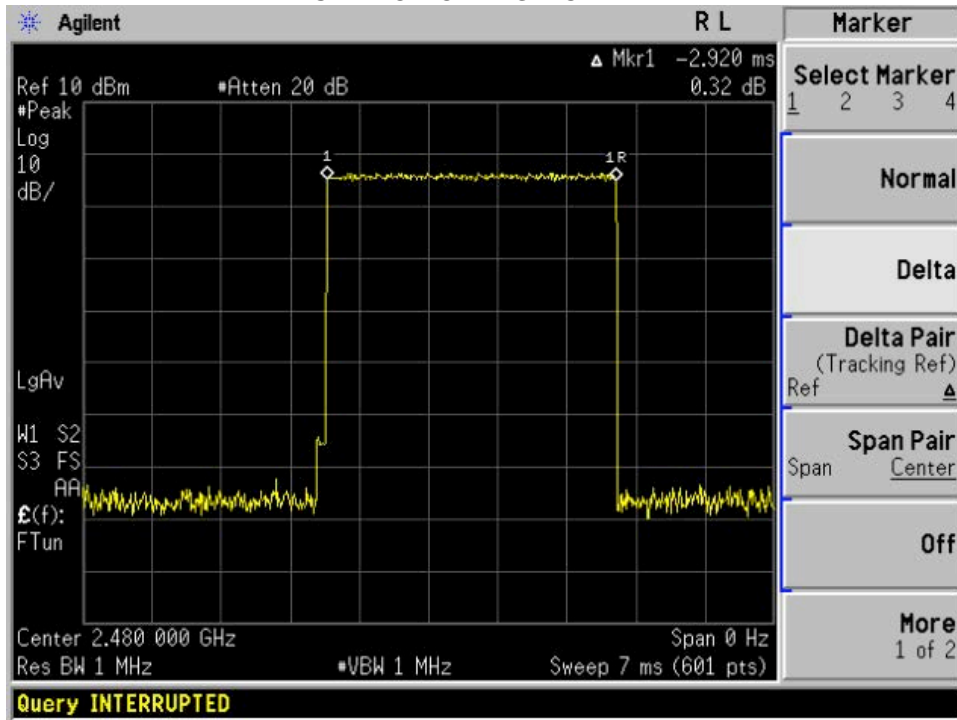 Agilent R L Marker
Δ Mkr1 -2.920 ms
Ref 10 dBm #Atten 20 dB 0.32 dB
#Peak
Log
10
dB/
1
1R
LgAv
W1 S2
S3 FS
AA
£(f):
FTun
Center 2.480 000 GHz Span 0 Hz
Res BW 1 MHz #VBW 1 MHz Sweep 7 ms (601 pts)
Select Marker
1 2 3 4
Normal
Delta
Delta Pair
(Tracking Ref)
Ref Δ
Span Pair
Span Center
Off
More
1 of 2
Query INTERRUPTED